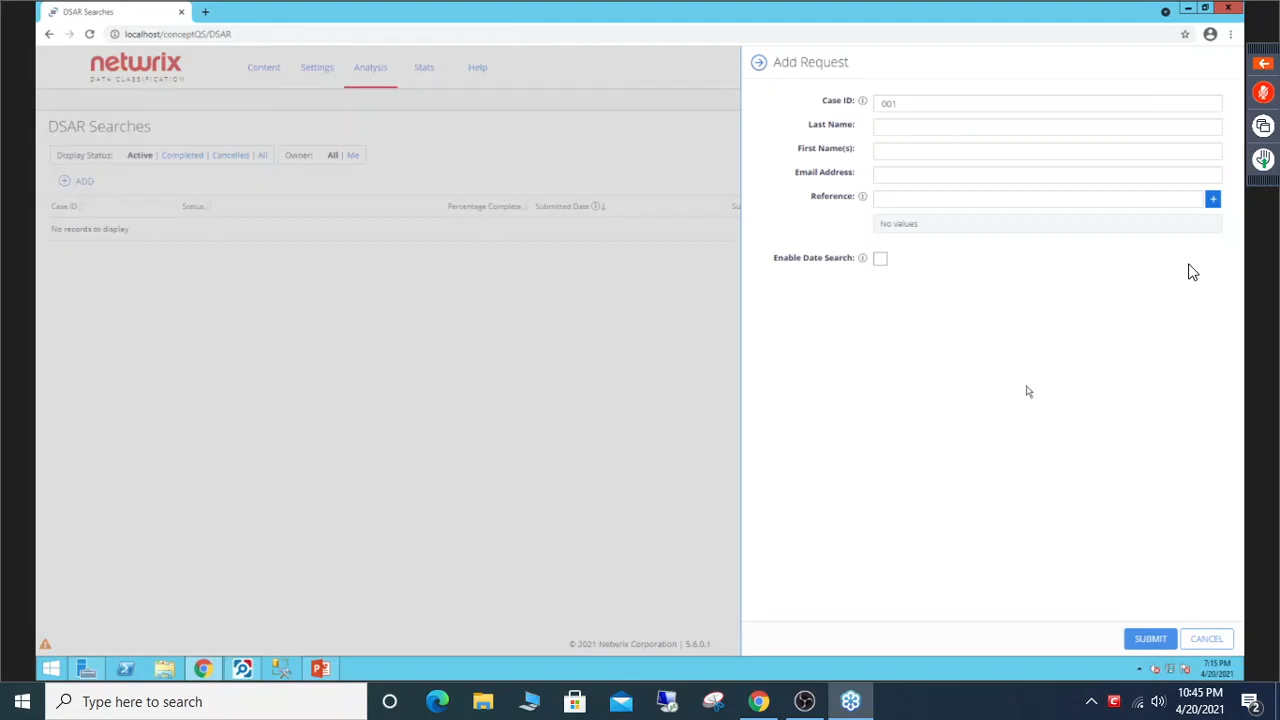 DSAR Searches
localhost/conceptQS/DSAR
netwrix
DATA CLASSIFICATION
Content Settings Analysis Stats Help
DSAR Searches
Display Status: Active | Completed | Cancelled | All Owner: All | Me
ADD
Case ID Status Percentage Complete Submitted Date Su
No records to display
Add Request
Case ID: 001
Last Name:
First Name(s):
Email Address:
Reference:
No values
Enable Date Search:
© 2021 Netwrix Corporation | 5.6.0.1
SUBMIT CANCEL
7:15 PM
4/20/2021
Type here to search
10:45 PM
4/20/2021
2